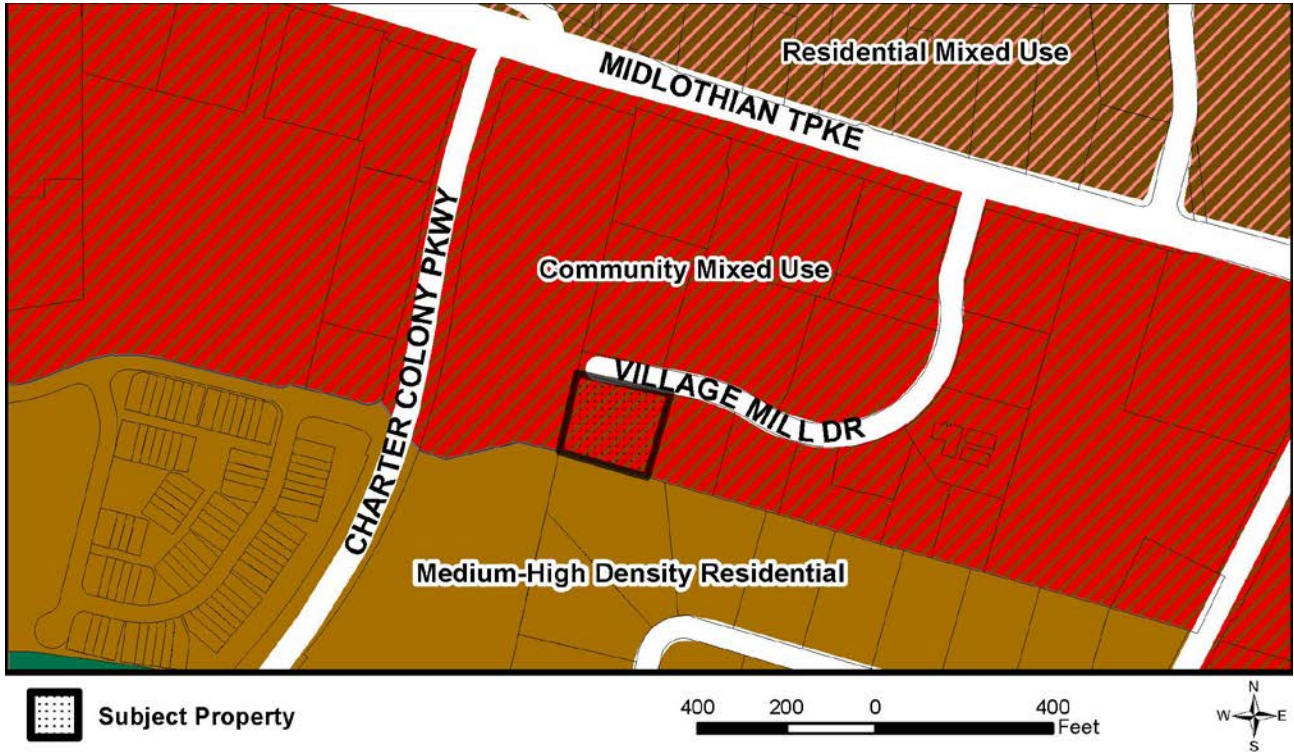 Residential Mixed Use
MIDLOTHIAN TPKE
CHARTER COLONY PKWY
Community Mixed Use
VILLAGE MILL DR
Medium-High Density Residential
Subject Property
400 200 0 400
Feet
N
W E
S